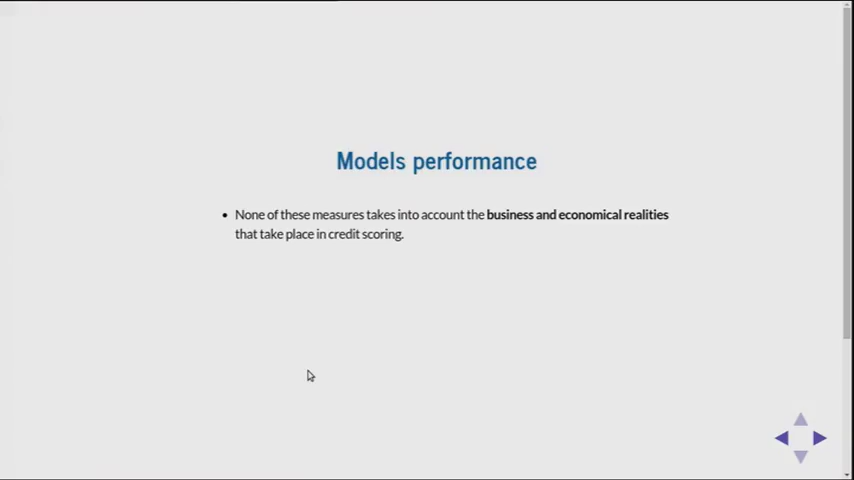 Models performance
• None of these measures takes into account the business and economical realities
that take place in credit scoring.